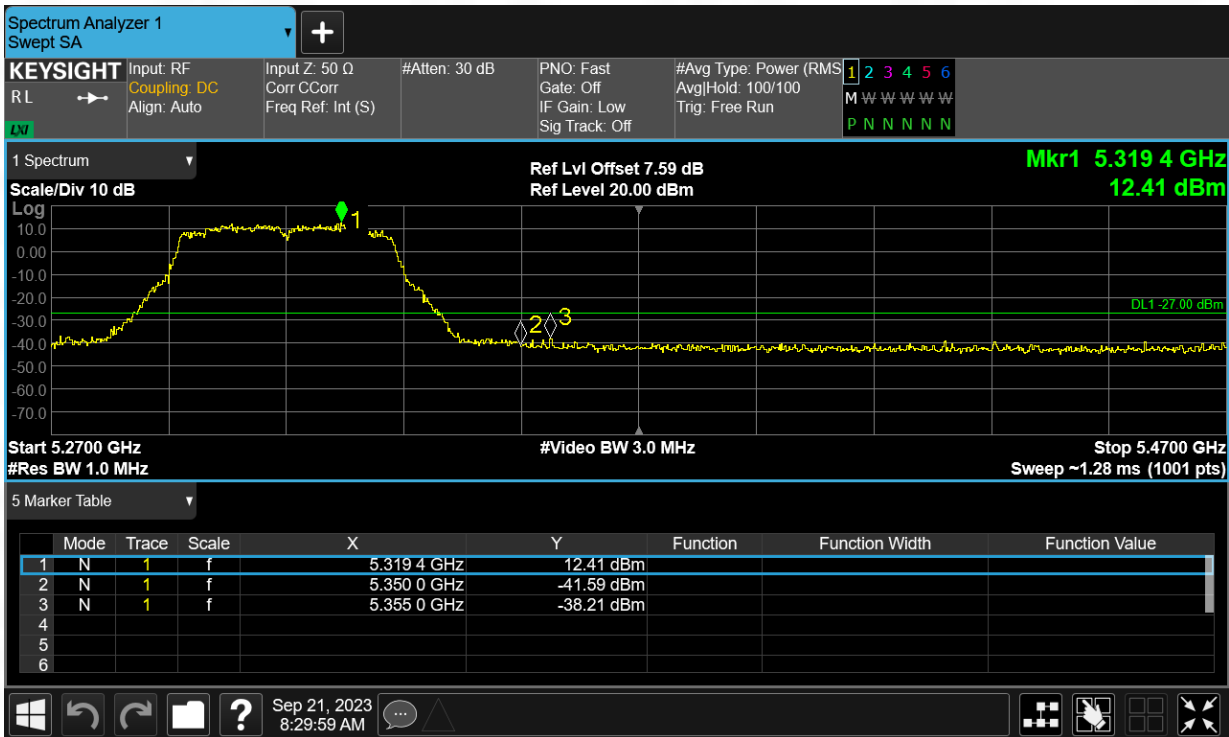 Spectrum Analyzer 1
Swept SA
KEYSIGHT
RL
LXI
Input: RF
Coupling: DC
Align: Auto
Input Z: 50 Ω
Corr CCorr
Freq Ref: Int (S)
#Atten: 30 dB
PNO: Fast
Gate: Off
IF Gain: Low
Sig Track: Off
#Avg Type: Power (RMS
Avg|Hold: 100/100
Trig: Free Run
1 2 3 4 5 6
M W W W W W
P N N N N N
1 Spectrum
Scale/Div 10 dB
Ref Lvl Offset 7.59 dB
Ref Level 20.00 dBm
Mkr1 5.319 4 GHz
12.41 dBm
Log
10.0
0.00
-10.0
-20.0
-30.0
-40.0
-50.0
-60.0
-70.0
1
2
3
DL1 -27.00 dBm
Start 5.2700 GHz
#Video BW 3.0 MHz
Stop 5.4700 GHz
#Res BW 1.0 MHz
Sweep ~1.28 ms (1001 pts)
5 Marker Table
Mode Trace Scale X Y Function Function Width Function Value
1 N 1 f 5.319 4 GHz 12.41 dBm
2 N 1 f 5.350 0 GHz -41.59 dBm
3 N 1 f 5.355 0 GHz -38.21 dBm
4
5
6
?
Sep 21, 2023
8:29:59 AM